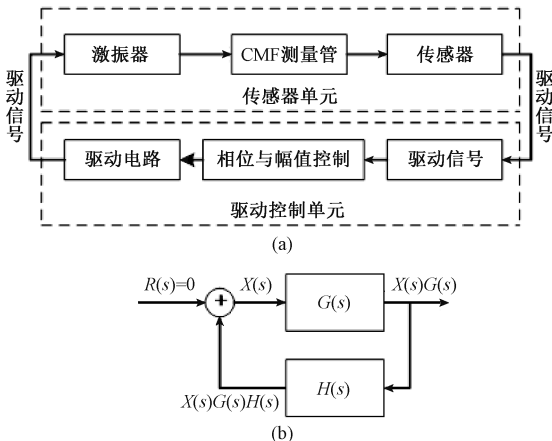 激振器
CMF测量管
传感器
传感器单元
驱动信号
驱动信号
驱动电路
相位与幅值控制
驱动信号
驱动控制单元
(a)
R(s)=0
X(s)
X(s)G(s)
+
G(s)
H(s)
X(s)G(s)H(s)
(b)